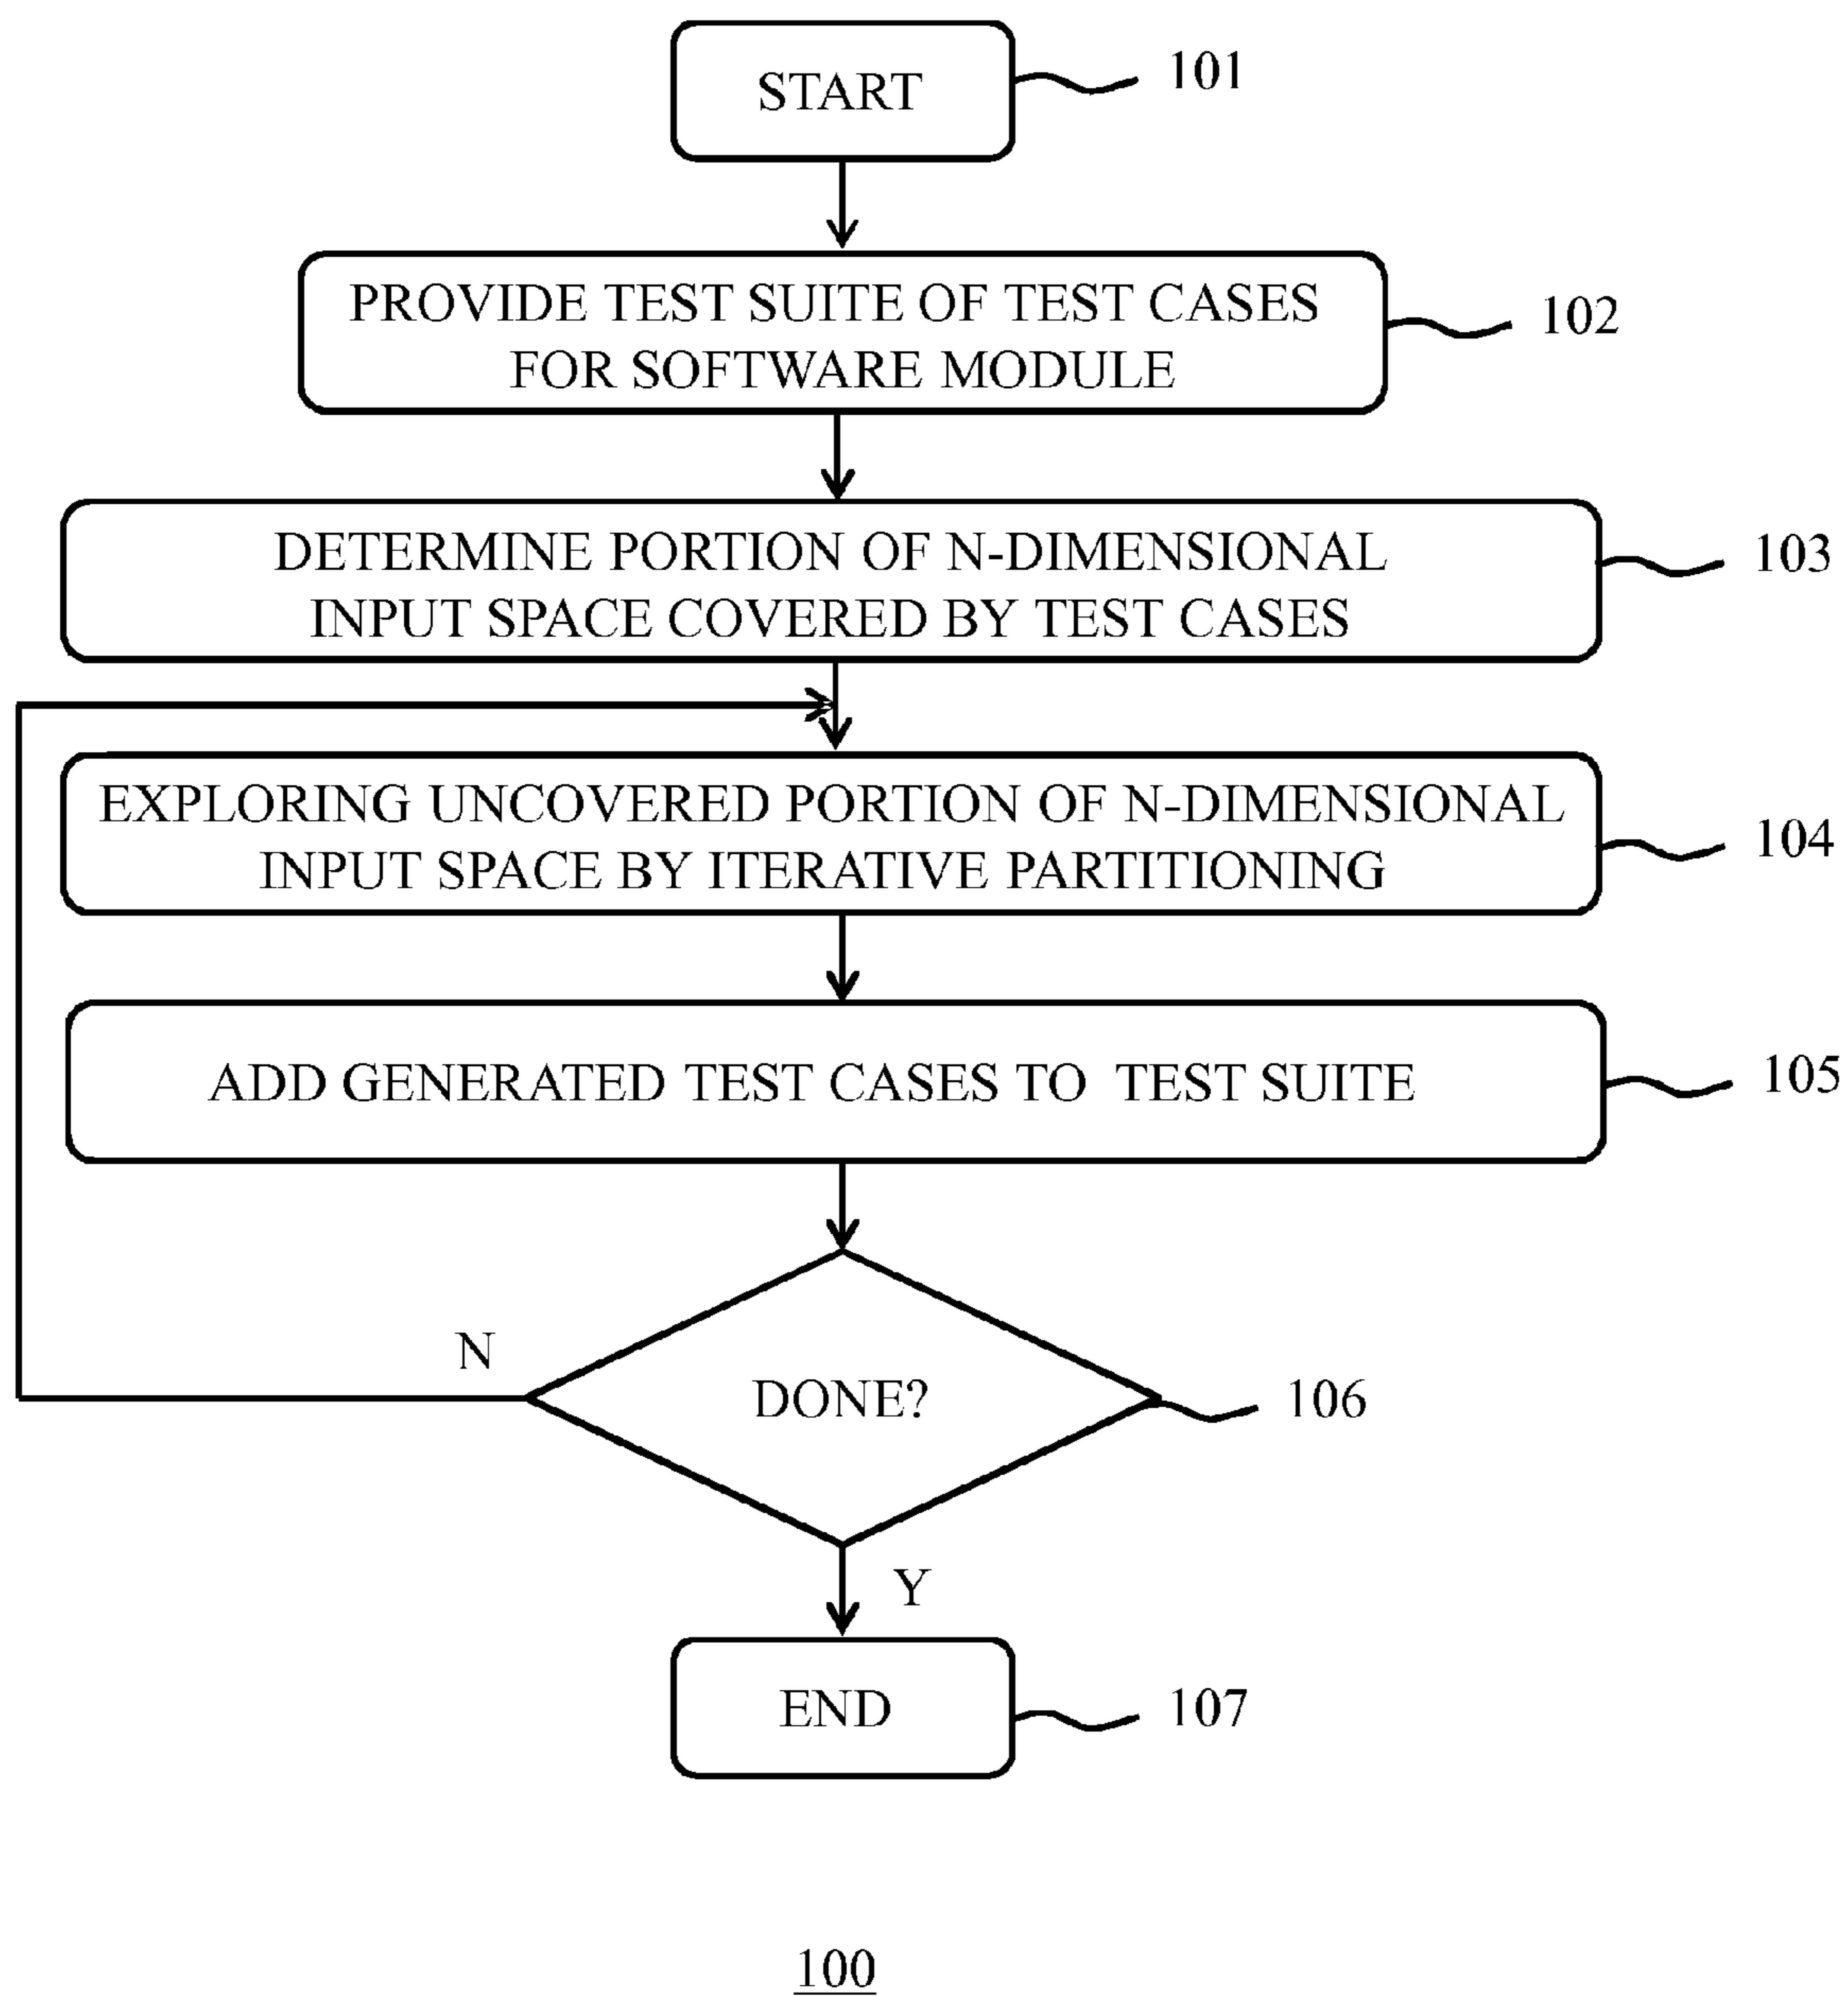 START
101
PROVIDE TEST SUITE OF TEST CASES
FOR SOFTWARE MODULE
102
DETERMINE PORTION OF N-DIMENSIONAL
INPUT SPACE COVERED BY TEST CASES
103
EXPLORING UNCOVERED PORTION OF N-DIMENSIONAL
INPUT SPACE BY ITERATIVE PARTITIONING
104
ADD GENERATED TEST CASES TO TEST SUITE
105
N
DONE?
106
Y
END
107
100